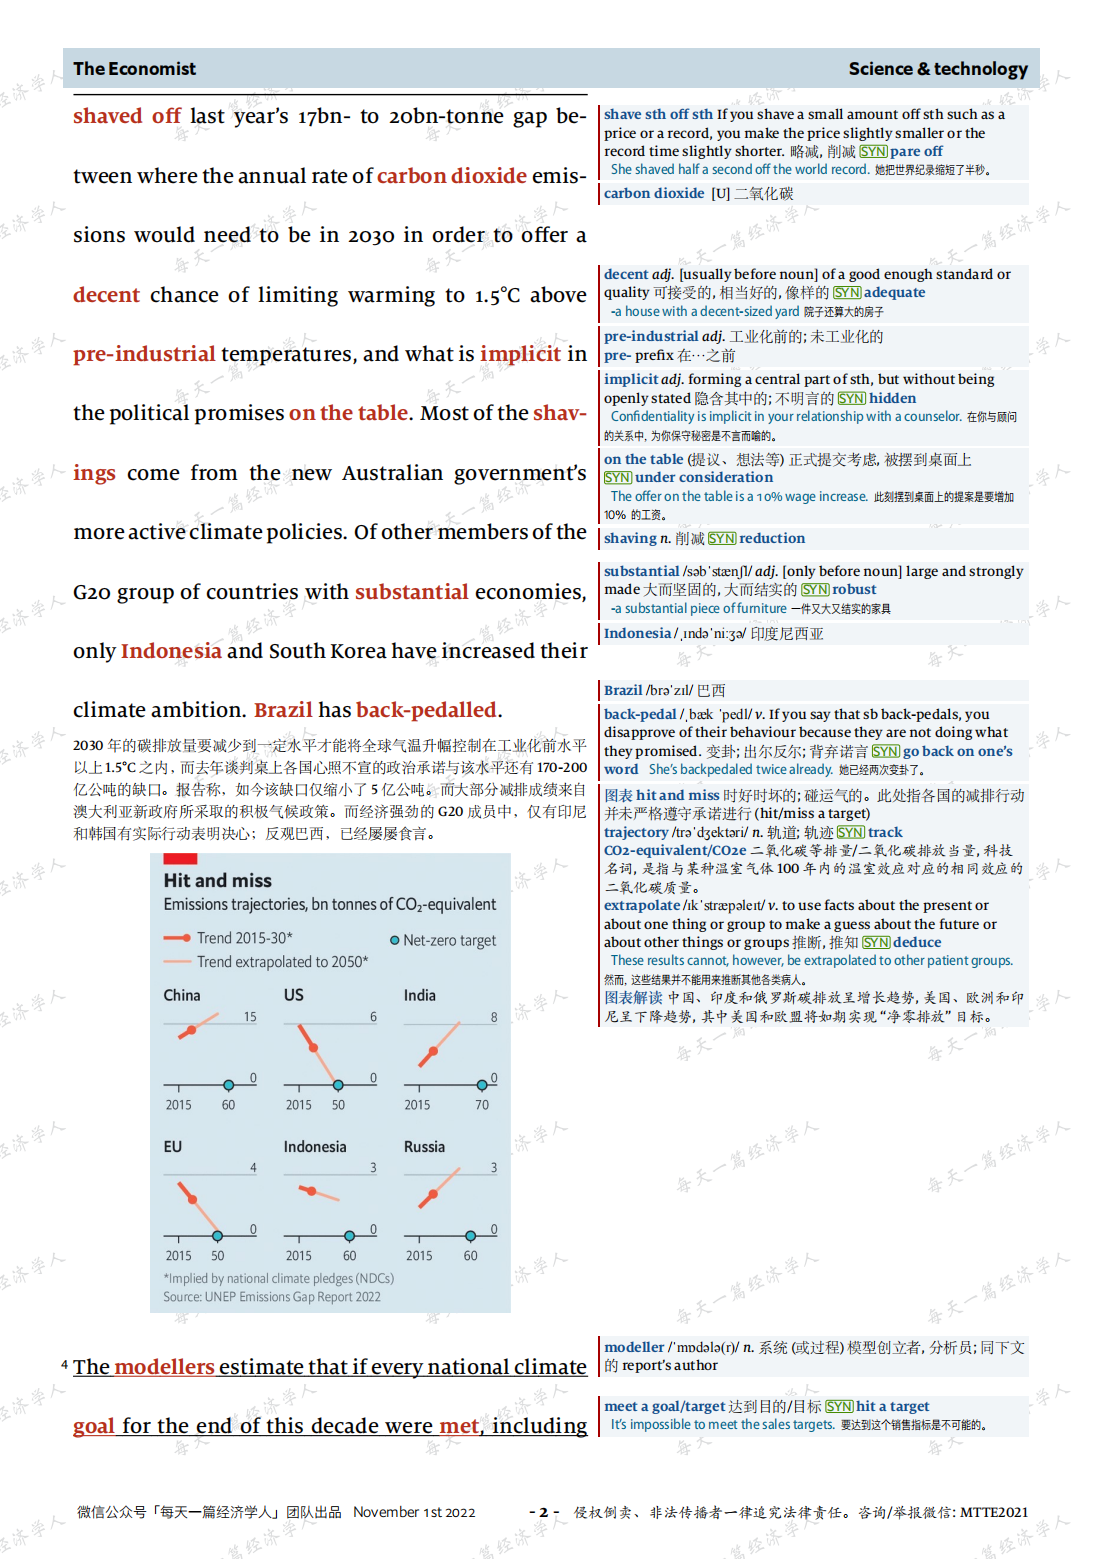 The Economist
Science & technology
shaved off last year's 17bn- to 20bn-tonne gap be-
tween where the annual rate of carbon dioxide emis-
sions would need to be in 2030 in order to offer a
decent chance of limiting warming to 1.5°C above
pre-industrial temperatures, and what is implicit in
the political promises on the table. Most of the shav-
ings come from the new Australian government's
more active climate policies. Of other members of the
G20 group of countries with substantial economies,
only Indonesia and South Korea have increased their
climate ambition. Brazil has back-pedalled.
2030 年的碳排放量要减少到一定水平才能将全球气温升幅控制在工业化前水平
以上 1.5°C 之内，而去年谈判桌上各国心照不宣的政治承诺与该水平还有 170-200
亿公吨的缺口。报告称，如今该缺口仅缩小了 5 亿公吨。而大部分减排成绩来自
澳大利亚新政府所采取的积极气候政策。而经济强劲的 G20 成员中，仅有印尼
和韩国有实际行动表明决心；反观巴西，已经屡屡食言。
Hit and miss
Emissions trajectories, bn tonnes of CO₂-equivalent
Trend 2015-30*
Net-zero target
Trend extrapolated to 2050*
China
US
India
15
6
8
0
0
0
2015 60
2015 50
2015 70
EU
Indonesia
Russia
4
3
3
0
0
0
2015 50
2015 60
2015 60
*Implied by national climate pledges (NDCs)
Source: UNEP Emissions Gap Report 2022
4 The modellers estimate that if every national climate
goal for the end of this decade were met, including
shave sth off sth If you shave a small amount off sth such as a
price or a record, you make the price slightly smaller or the
record time slightly shorter. 略减, 削减 SYN pare off
She shaved half a second off the world record. 她把世界纪录缩短了半秒。
carbon dioxide [U] 二氧化碳
decent adj. [usually before noun] of a good enough standard or
quality 可接受的, 相当好的, 像样的 SYN adequate
-a house with a decent-sized yard 院子还算大的房子
pre-industrial adj. 工业化前的; 未工业化的
pre- prefix 在…之前
implicit adj. forming a central part of sth, but without being
openly stated 隐含其中的; 不明言的 SYN hidden
Confidentiality is implicit in your relationship with a counselor. 在你与顾问
的关系中, 为你保守秘密是不言而喻的。
on the table (提议、想法等) 正式提交考虑, 被摆到桌面上
SYN under consideration
The offer on the table is a 10% wage increase. 此刻摆到桌面上的提案是要增加
10% 的工资。
shaving n. 削减 SYN reduction
substantial /səbˈstænʃl/ adj. [only before noun] large and strongly
made 大而坚固的, 大而结实的 SYN robust
-a substantial piece of furniture 一件又大又结实的家具
Indonesia /ˌɪndəˈniːʒə/ 印度尼西亚
Brazil /brəˈzɪl/ 巴西
back-pedal /ˌbæk ˈpedl/ v. If you say that sb back-pedals, you
disapprove of their behaviour because they are not doing what
they promised. 变卦; 出尔反尔; 背弃诺言 SYN go back on one's
word She's backpedaled twice already. 她已经两次变卦了。
图表 hit and miss 时好时坏的; 碰运气的。此处指各国的减排行动
并未严格遵守承诺进行 (hit/miss a target)
trajectory /trəˈdʒektəri/ n. 轨道; 轨迹 SYN track
CO2-equivalent/CO2e 二氧化碳等排量/二氧化碳排放当量, 科技
名词, 是指与某种温室气体 100 年内的温室效应对应的相同效应的
二氧化碳质量。
extrapolate /ɪkˈstræpəleɪt/ v. to use facts about the present or
about one thing or group to make a guess about the future or
about other things or groups 推断, 推知 SYN deduce
These results cannot, however, be extrapolated to other patient groups.
然而, 这些结果并不能用来推断其他各类病人。
图表解读 中国、印度和俄罗斯碳排放呈增长趋势, 美国、欧洲和印
尼呈下降趋势, 其中美国和欧盟将如期实现“净零排放”目标。
modeller /ˈmɒdələ(r)/ n. 系统 (或过程) 模型创立者, 分析员; 同下文
的 report's author
meet a goal/target 达到目的/目标 SYN hit a target
It's impossible to meet the sales targets. 要达到这个销售指标是不可能的。
微信公众号「每天一篇经济学人」团队出品 November 1st 2022
- 2 -
侵权倒卖、非法传播者一律追究法律责任。咨询/举报微信: MTTE2021
每天一篇经济学人